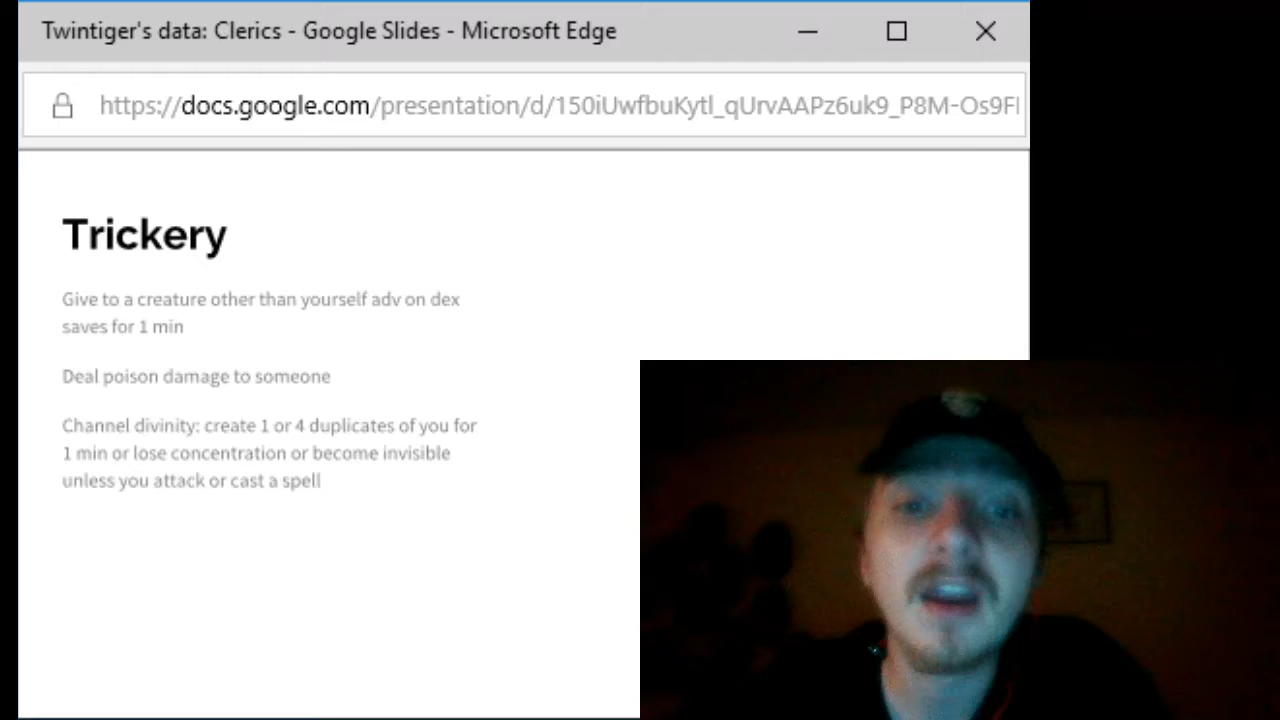 Twintiger's data: Clerics - Google Slides - Microsoft Edge
https://docs.google.com/presentation/d/150iUwfbuKytl_qUrvAAPz6uk9_P8M-Os9F
Trickery
Give to a creature other than yourself adv on dex
saves for 1 min
Deal poison damage to someone
Channel divinity: create 1 or 4 duplicates of you for
1 min or lose concentration or become invisible
unless you attack or cast a spell